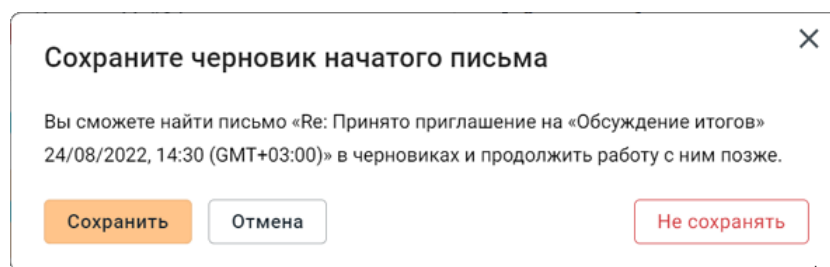 Сохраните черновик начатого письма
Вы сможете найти письмо «Re: Принято приглашение на «Обсуждение итогов»
24/08/2022, 14:30 (GMT+03:00)» в черновиках и продолжить работу с ним позже.
Сохранить Отмена Не сохранять